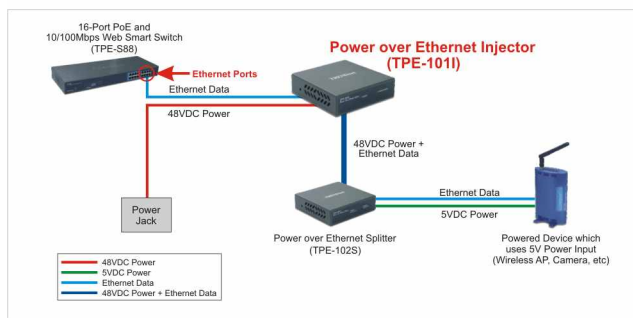 16-Port PoE and
10/100Mbps Web Smart Switch
(TPE-S88)
Power over Ethernet Injector
(TPE-101I)
Ethernet Ports
Ethernet Data
48VDC Power
48VDC Power +
Ethernet Data
Ethernet Data
5VDC Power
Power
Jack
Power over Ethernet Splitter
(TPE-102S)
Powered Device which
uses 5V Power Input
(Wireless AP, Camera, etc)
48VDC Power
5VDC Power
Ethernet Data
48VDC Power + Ethernet Data